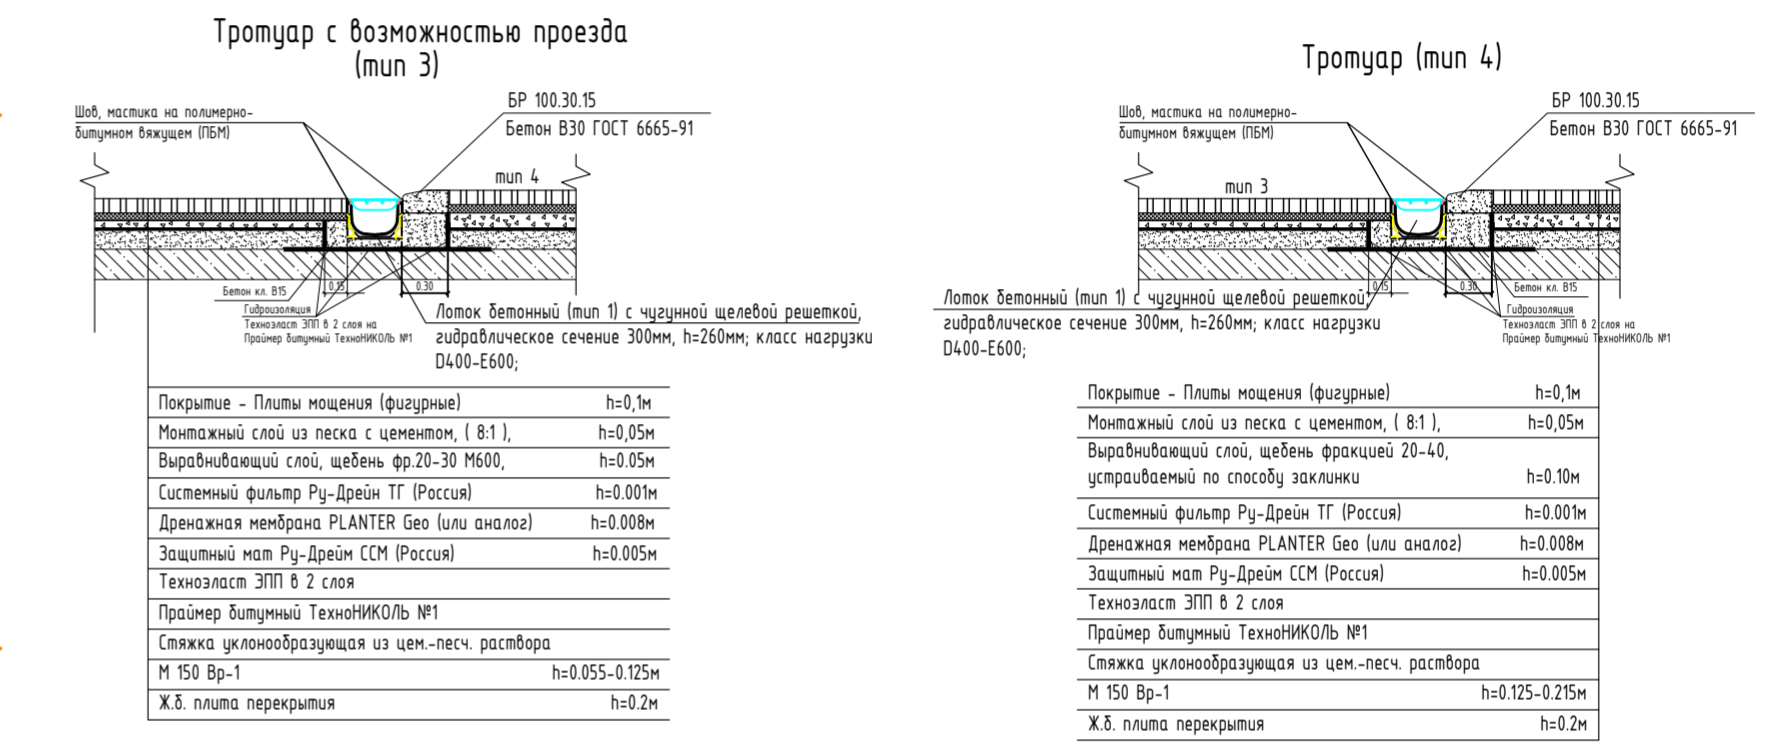 Тротуар с возможностью проезда
(тип 3)
Шов, мастика на полимерно-
битумном вяжущем (ПБМ)
БР 100.30.15
Бетон В30 ГОСТ 6665-91
тип 4
0.15
0.30
Бетон кл. В15
Гидроизоляция
Техноэласт ЭПП в 2 слоя на
Праймер битумный ТехноНИКОЛЬ №1
Лоток бетонный (тип 1) с чугунной щелевой решеткой,
гидравлическое сечение 300мм, h=260мм; класс нагрузки
D400-E600;
Покрытие - Плиты мощения (фигурные) h=0,1м
Монтажный слой из песка с цементом, ( 8:1 ), h=0,05м
Выравнивающий слой, щебень фр.20-30 М600, h=0.05м
Системный фильтр Ру-Дрейн ТГ (Россия) h=0.001м
Дренажная мембрана PLANTER Geo (или аналог) h=0.008м
Защитный мат Ру-Дрейм ССМ (Россия) h=0.005м
Техноэласт ЭПП в 2 слоя
Праймер битумный ТехноНИКОЛЬ №1
Стяжка уклонообразующая из цем.-песч. раствора
М 150 Вр-1 h=0.055-0.125м
Ж.б. плита перекрытия h=0.2м
Тротуар (тип 4)
Шов, мастика на полимерно-
битумном вяжущем (ПБМ)
БР 100.30.15
Бетон В30 ГОСТ 6665-91
тип 3
0.15
0.30
Бетон кл. В15
Гидроизоляция
Техноэласт ЭПП в 2 слоя на
Праймер битумный ТехноНИКОЛЬ №1
Лоток бетонный (тип 1) с чугунной щелевой решеткой,
гидравлическое сечение 300мм, h=260мм; класс нагрузки
D400-E600;
Покрытие - Плиты мощения (фигурные) h=0,1м
Монтажный слой из песка с цементом, ( 8:1 ), h=0,05м
Выравнивающий слой, щебень фракцией 20-40,
устраиваемый по способу заклинки h=0.10м
Системный фильтр Ру-Дрейн ТГ (Россия) h=0.001м
Дренажная мембрана PLANTER Geo (или аналог) h=0.008м
Защитный мат Ру-Дрейм ССМ (Россия) h=0.005м
Техноэласт ЭПП в 2 слоя
Праймер битумный ТехноНИКОЛЬ №1
Стяжка уклонообразующая из цем.-песч. раствора
М 150 Вр-1 h=0.125-0.215м
Ж.б. плита перекрытия h=0.2м